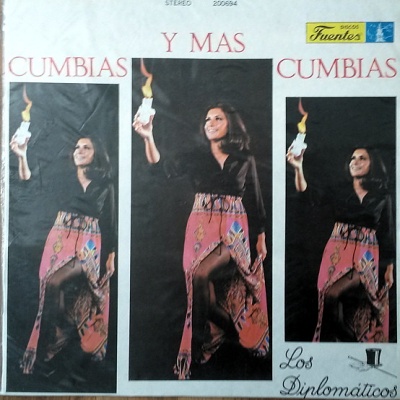 STEREO 200694
DISCOS
Fuentes
CUMBIAS Y MAS CUMBIAS
Los
Diplomáticos